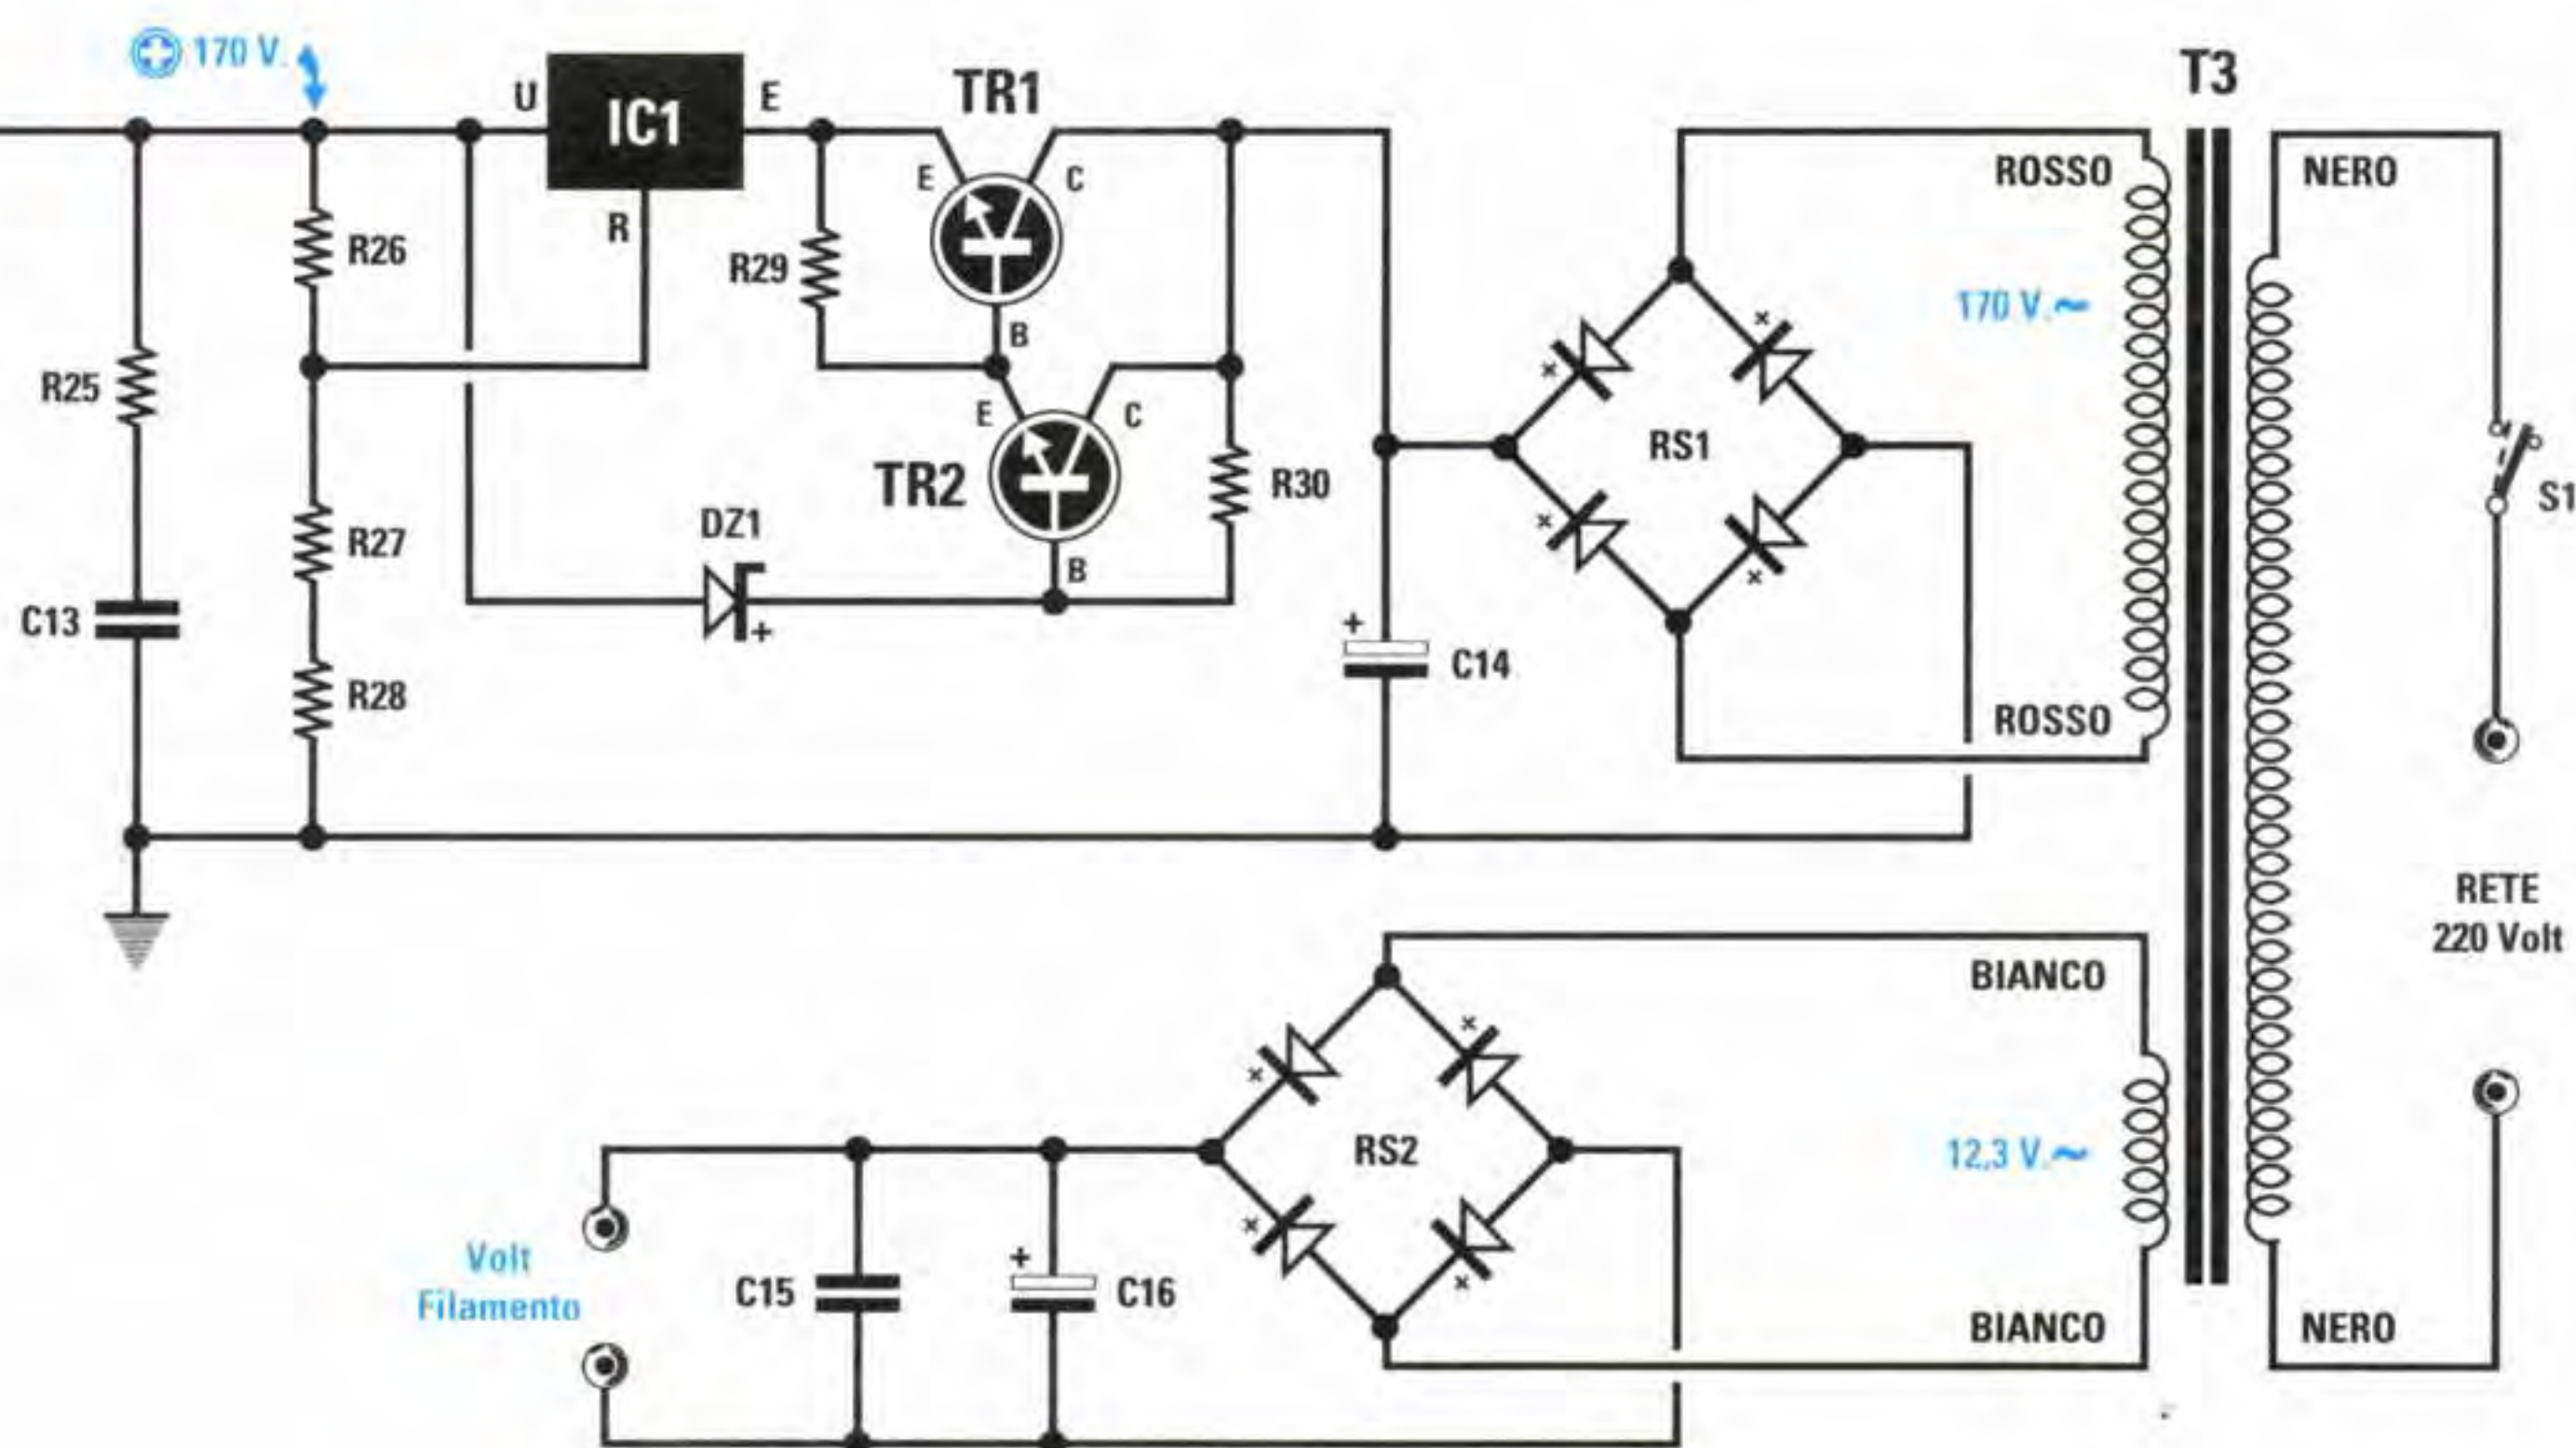 170 V.
U
IC1
E
TR1
T3
E
C
ROSSO
NERO
R
R26
R29
170 V. ~
B
R25
E
C
RS1
TR2
R30
S1
DZ1
R27
B
C13
+
+
C14
R28
ROSSO
RETE
220 Volt
BIANCO
RS2
12,3 V. ~
Volt
Filamento
+
C15
C16
BIANCO
NERO